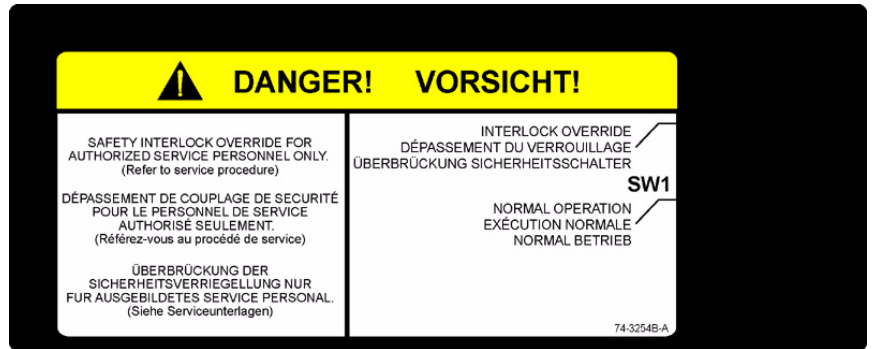 DANGER! VORSICHT!
SAFETY INTERLOCK OVERRIDE FOR
AUTHORIZED SERVICE PERSONNEL ONLY.
(Refer to service procedure)
DÉPASSEMENT DE COUPLAGE DE SECURITÉ
POUR LE PERSONNEL DE SERVICE
AUTHORISÉ SEULEMENT.
(Référez-vous au procédé de service)
ÜBERBRÜCKUNG DER
SICHERHEITSVERRIEGELLUNG NUR
FUR AUSGEBILDETES SERVICE PERSONAL.
(Siehe Serviceunterlagen)
INTERLOCK OVERRIDE
DÉPASSEMENT DU VERROUILLAGE
ÜBERBRÜCKUNG SICHERHEITSSCHALTER
SW1
NORMAL OPERATION
EXÉCUTION NORMALE
NORMAL BETRIEB
74-3254B-A